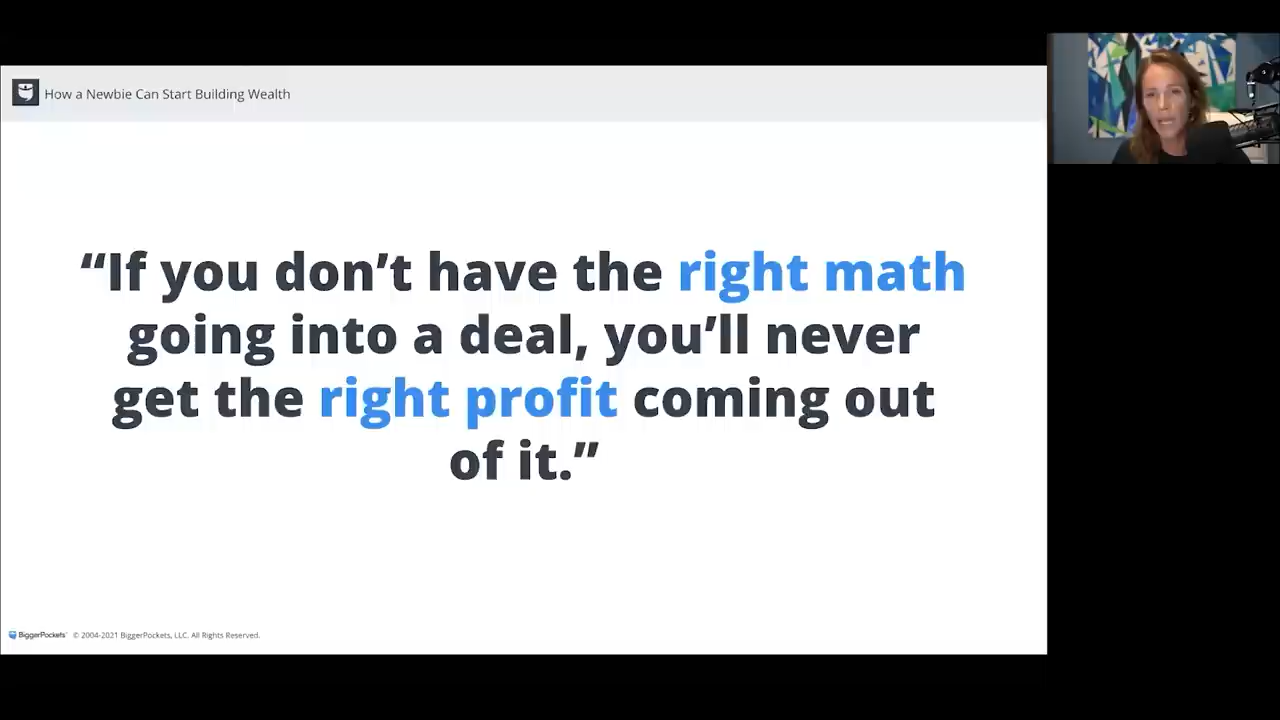 How a Newbie Can Start Building Wealth
“If you don’t have the right math
going into a deal, you’ll never
get the right profit coming out
of it.”
BiggerPockets® © 2004-2021 BiggerPockets, LLC. All Rights Reserved.